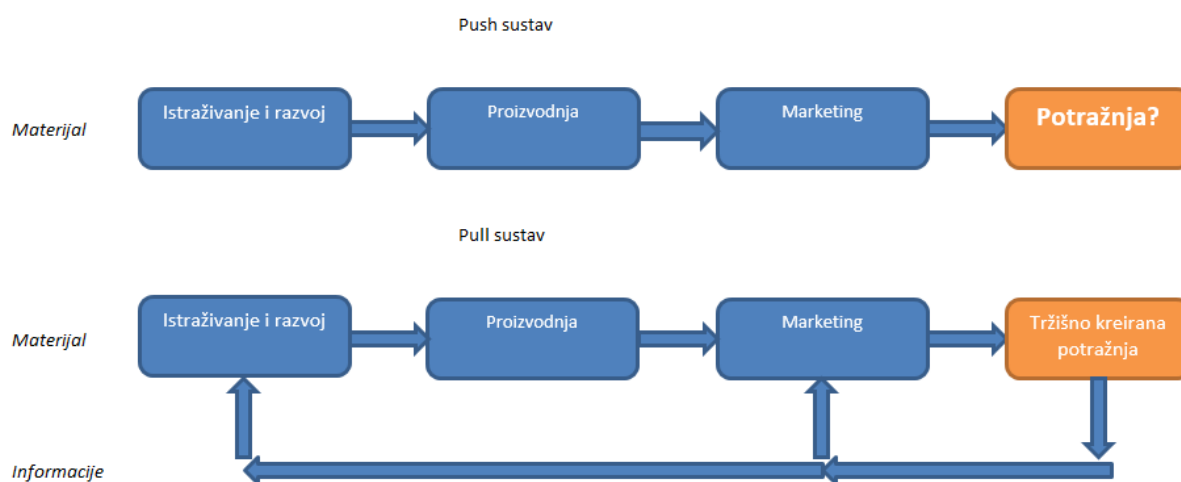 Push sustav
Materijal
Istraživanje i razvoj
Proizvodnja
Marketing
Potražnja?
Pull sustav
Materijal
Istraživanje i razvoj
Proizvodnja
Marketing
Tržišno kreirana
potražnja
Informacije